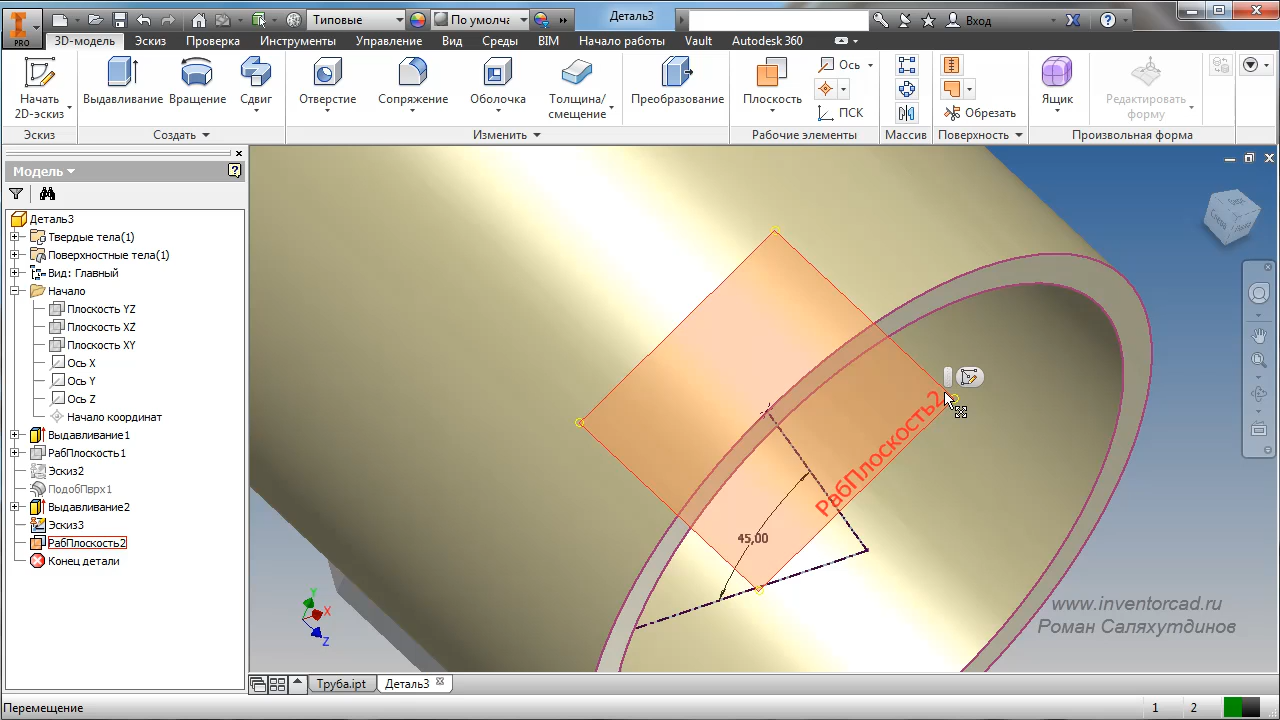 PRO
Типовые
По умолча
Деталь3
Вход
3D-модель Эскиз Проверка Инструменты Управление Вид Среды BIM Начало работы Vault Autodesk 360
Начать
2D-эскиз
Выдавливание
Вращение
Сдвиг
Отверстие
Сопряжение
Оболочка
Толщина/
смещение
Преобразование
Плоскость
Ось
ПСК
Обрезать
Ящик
Редактировать
форму
Эскиз
Создать
Изменить
Рабочие элементы
Массив
Поверхность
Произвольная форма
Модель
Деталь3
Твердые тела(1)
Поверхностные тела(1)
Вид: Главный
Начало
Плоскость YZ
Плоскость XZ
Плоскость XY
Ось X
Ось Y
Ось Z
Начало координат
Выдавливание1
РабПлоскость1
Эскиз2
ПодобПврх1
Выдавливание2
Эскиз3
РабПлоскость2
Конец детали
РабПлоскость2
45,00
Y
X
Z
www.inventorcad.ru
Роман Саляхутдинов
Труба.ipt
Деталь3
Перемещение
1 2